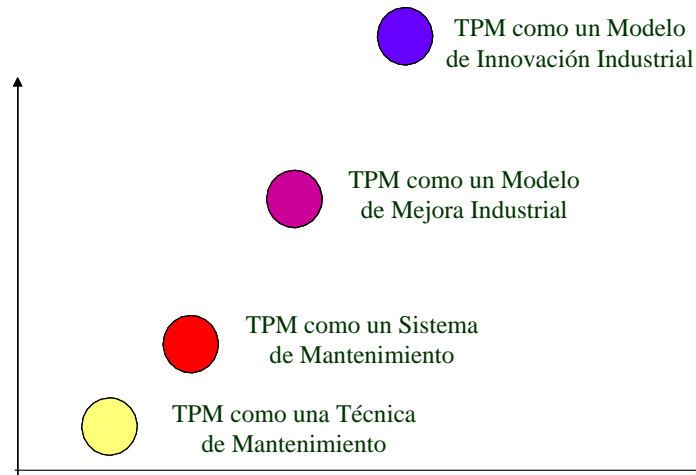 TPM como un Modelo
de Innovación Industrial
TPM como un Modelo
de Mejora Industrial
TPM como un Sistema
de Mantenimiento
TPM como una Técnica
de Mantenimiento